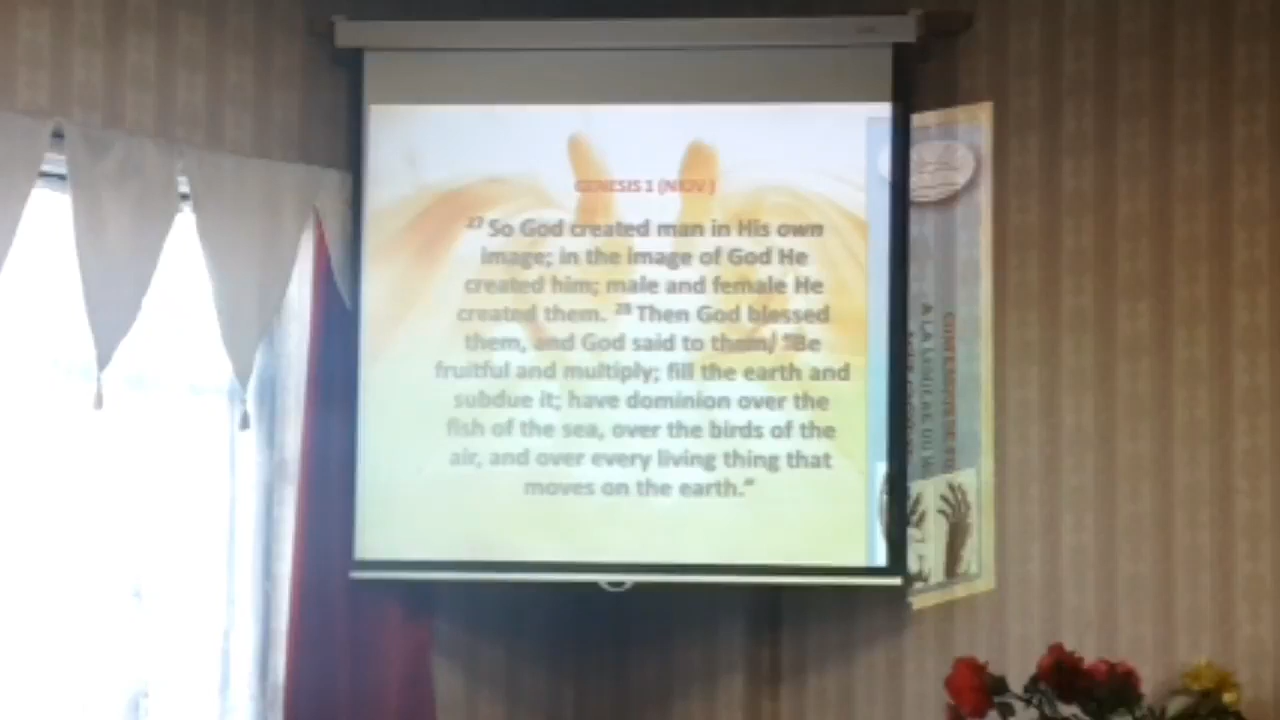 GENESIS 1 (NKJV)
27 So God created man in His own
image; in the image of God He
created him; male and female He
created them. 28 Then God blessed
them, and God said to them, "Be
fruitful and multiply; fill the earth and
subdue it; have dominion over the
fish of the sea, over the birds of the
air, and over every living thing that
moves on the earth."